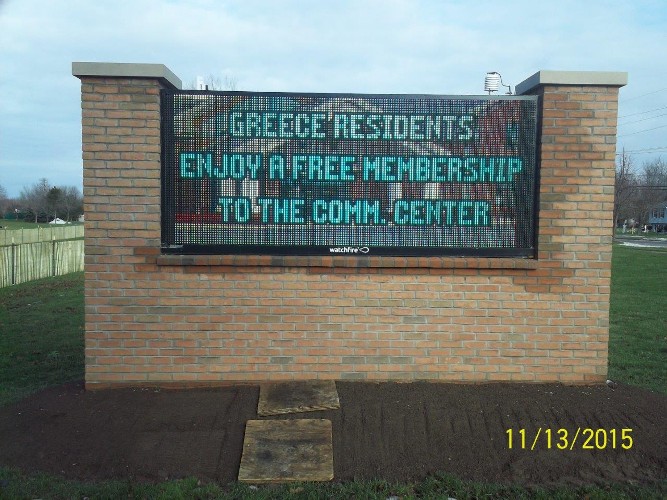 GREECE RESIDENTS
ENJOY A FREE MEMBERSHIP
TO THE COMM. CENTER
watchfire
11/13/2015